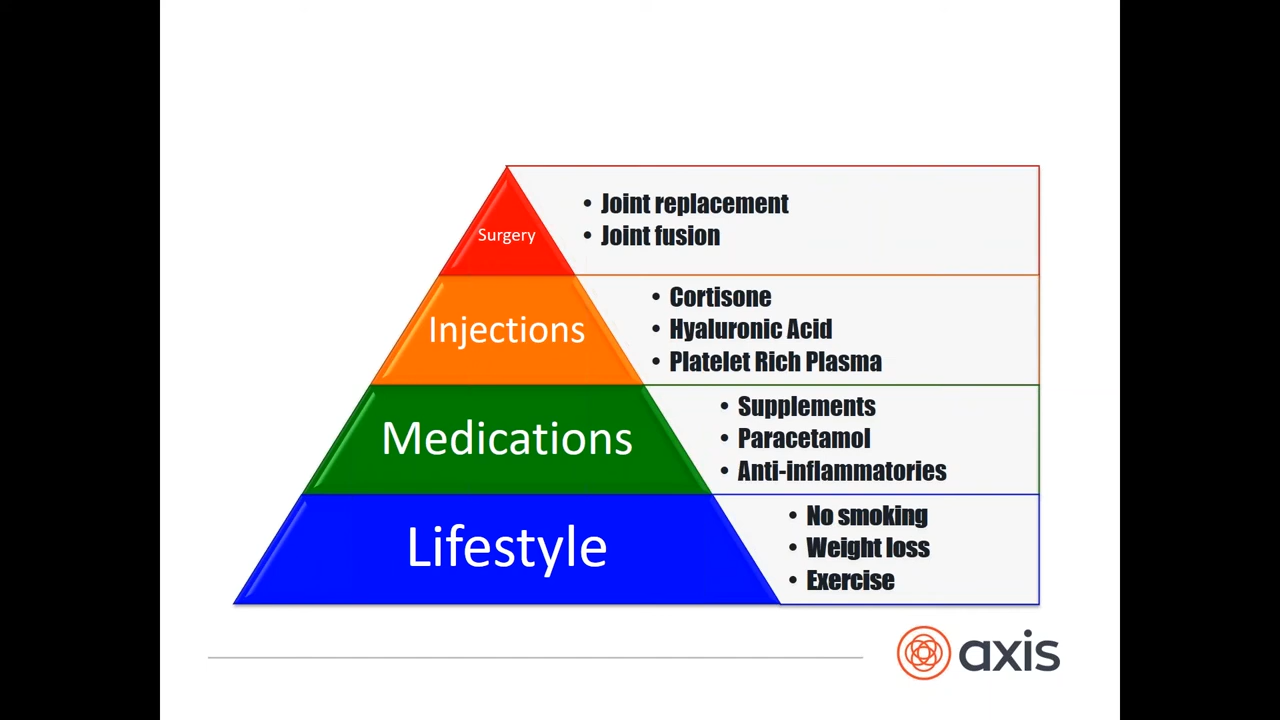 Surgery
• Joint replacement
• Joint fusion
Injections
• Cortisone
• Hyaluronic Acid
• Platelet Rich Plasma
Medications
• Supplements
• Paracetamol
• Anti-inflammatories
Lifestyle
• No smoking
• Weight loss
• Exercise
axis